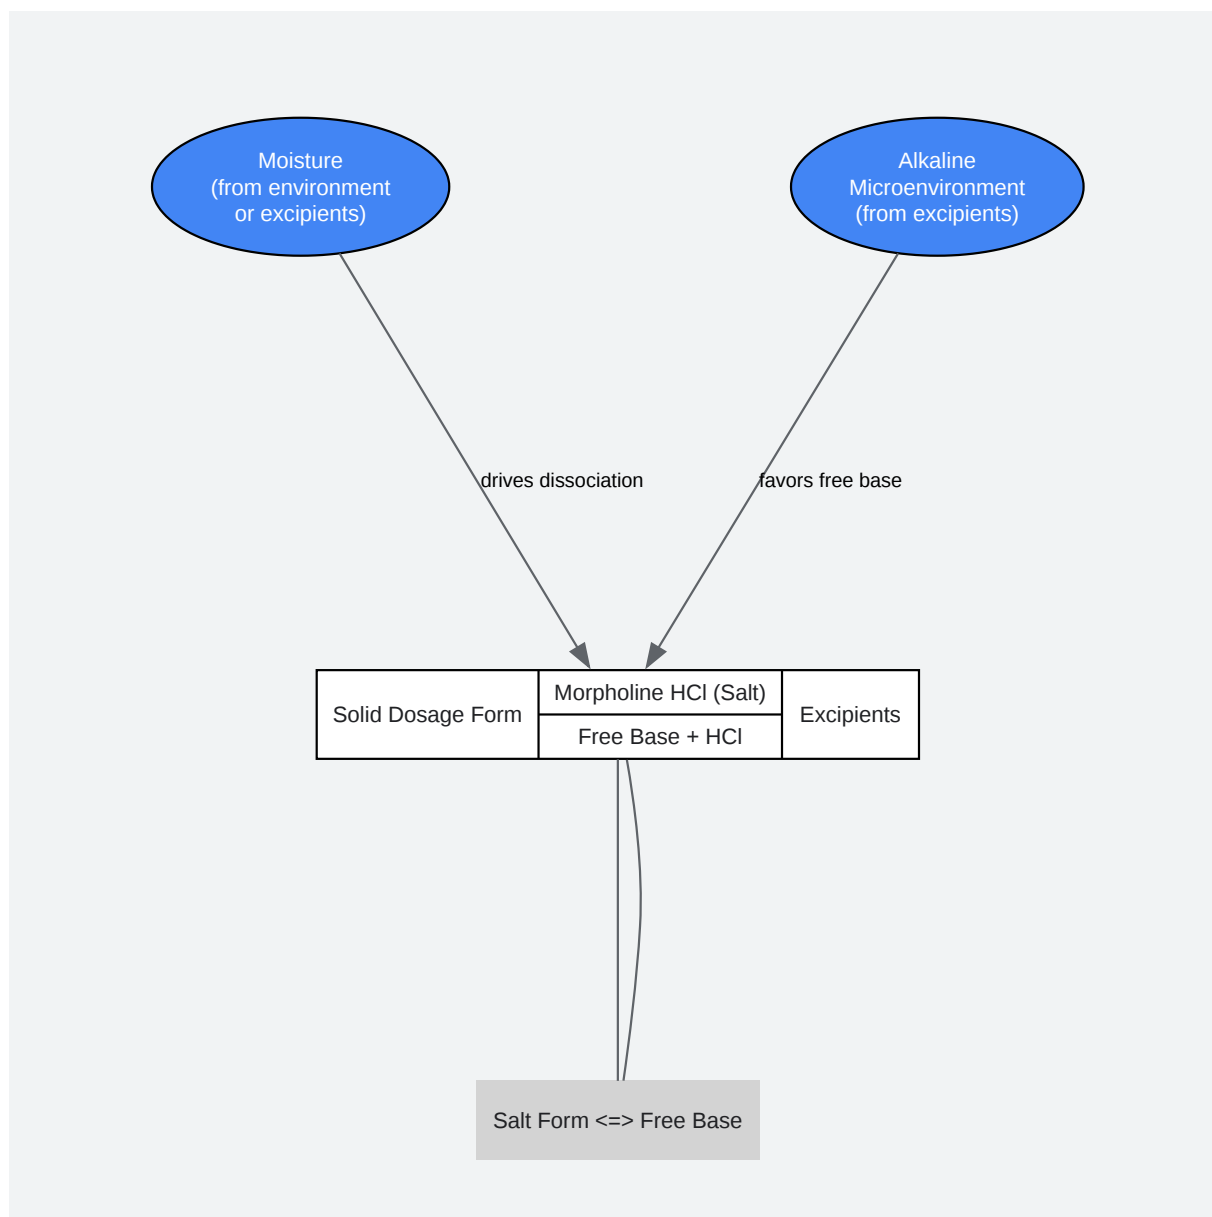 Moisture
(from environment
or excipients)
Alkaline
Microenvironment
(from excipients)
drives dissociation
favors free base
Solid Dosage Form
Morpholine HCl (Salt)
Free Base + HCl
Excipients
Salt Form <=> Free Base